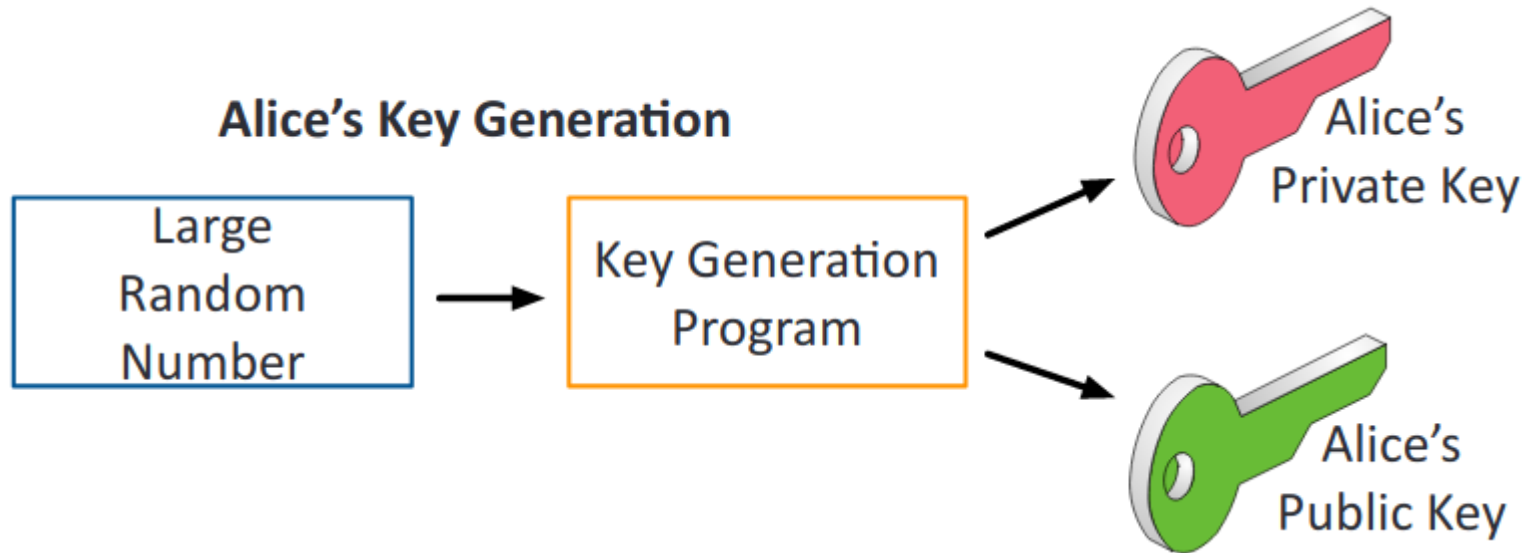 Alice’s Key Generation
Large
Random
Number
Key Generation
Program
Alice’s
Private Key
Alice’s
Public Key